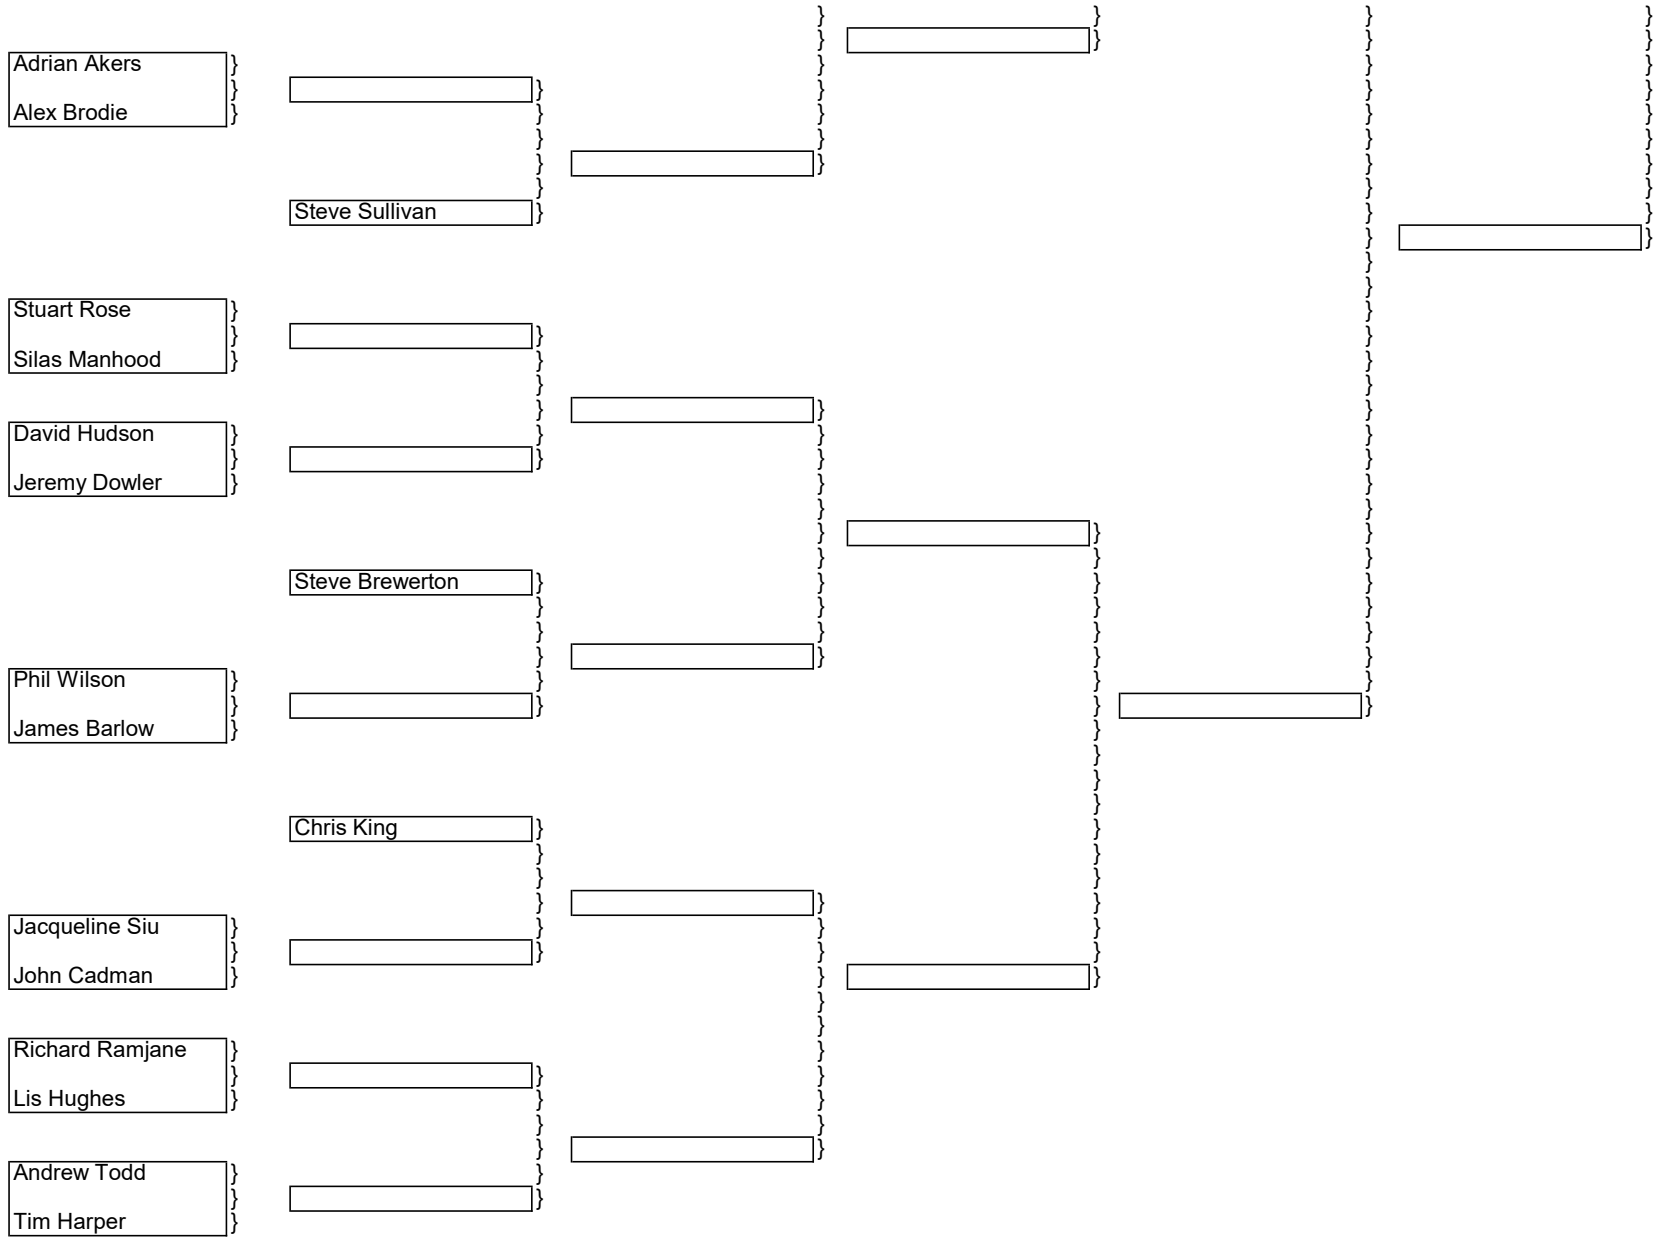 Adrian Akers
Alex Brodie
Steve Sullivan
Stuart Rose
Silas Manhood
David Hudson
Jeremy Dowler
Steve Brewerton
Phil Wilson
James Barlow
Chris King
Jacqueline Siu
John Cadman
Richard Ramjane
Lis Hughes
Andrew Todd
Tim Harper